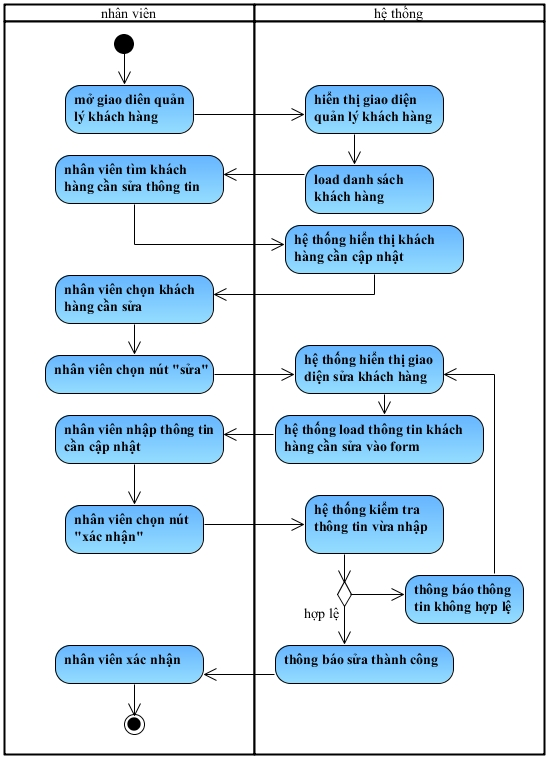 nhân viên
hệ thống
mở giao diên quản
lý khách hàng
hiển thị giao diện
quản lý khách hàng
load danh sách
khách hàng
nhân viên tìm khách
hàng cần sửa thông tin
hệ thống hiển thị khách
hàng cần cập nhật
nhân viên chọn khách
hàng cần sửa
nhân viên chọn nút "sửa"
hệ thống hiển thị giao
diện sửa khách hàng
hệ thống load thông tin khách
hàng cần sửa vào form
nhân viên nhập thông tin
cần cập nhật
nhân viên chọn nút
"xác nhận"
hệ thống kiểm tra
thông tin vừa nhập
thông báo thông
tin không hợp lệ
hợp lệ
thông báo sửa thành công
nhân viên xác nhận